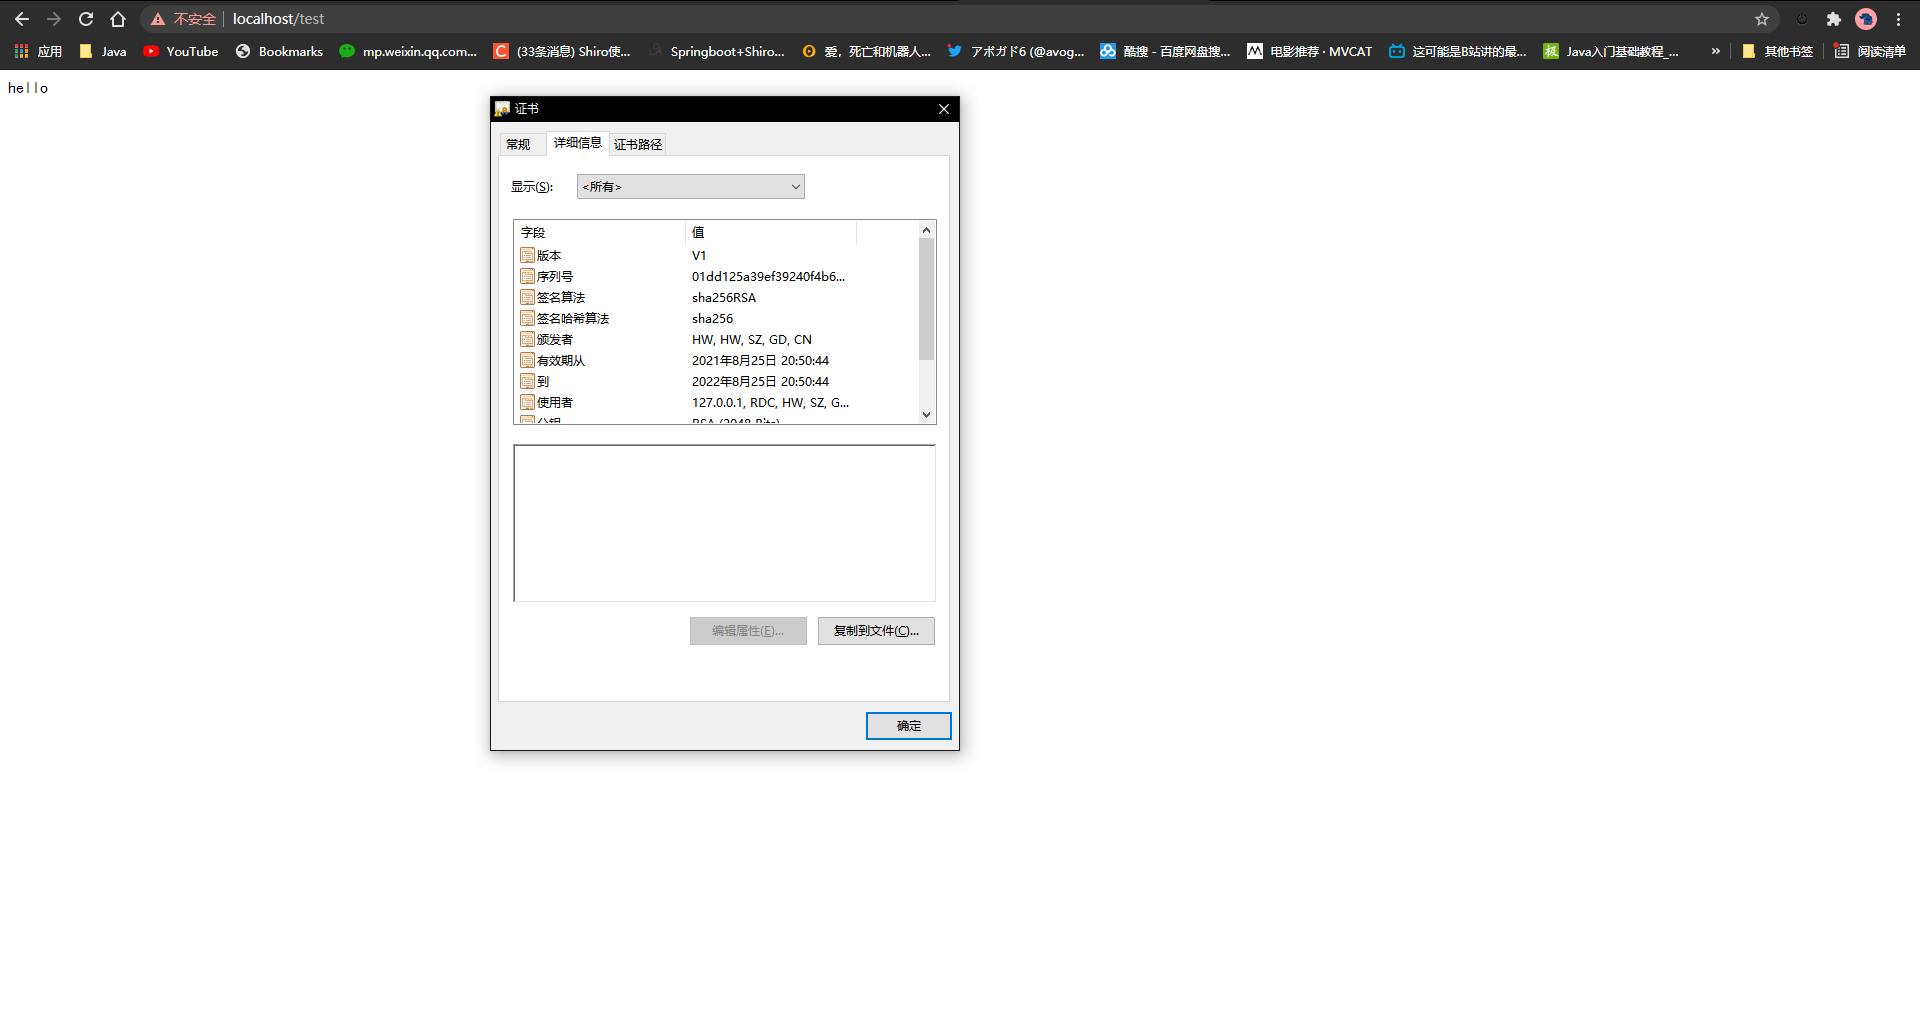 不安全 localhost/test
应用 Java YouTube Bookmarks mp.weixin.qq.com... (33条消息) Shiro使... Springboot+Shiro... 爱，死亡和机器人... アボガド6 (@avog... 酷搜 - 百度网盘搜... 电影推荐 · MVCAT 这可能是B站讲的最... Java入门基础教程_... » 其他书签 阅读清单
hello
证书
常规 详细信息 证书路径
显示(S): <所有>
字段 值
版本 V1
序列号 01dd125a39ef39240f4b6...
签名算法 sha256RSA
签名哈希算法 sha256
颁发者 HW, HW, SZ, GD, CN
有效期从 2021年8月25日 20:50:44
到 2022年8月25日 20:50:44
使用者 127.0.0.1, RDC, HW, SZ, G...
公钥 RSA (2048 Bits)
编辑属性(E)... 复制到文件(C)...
确定